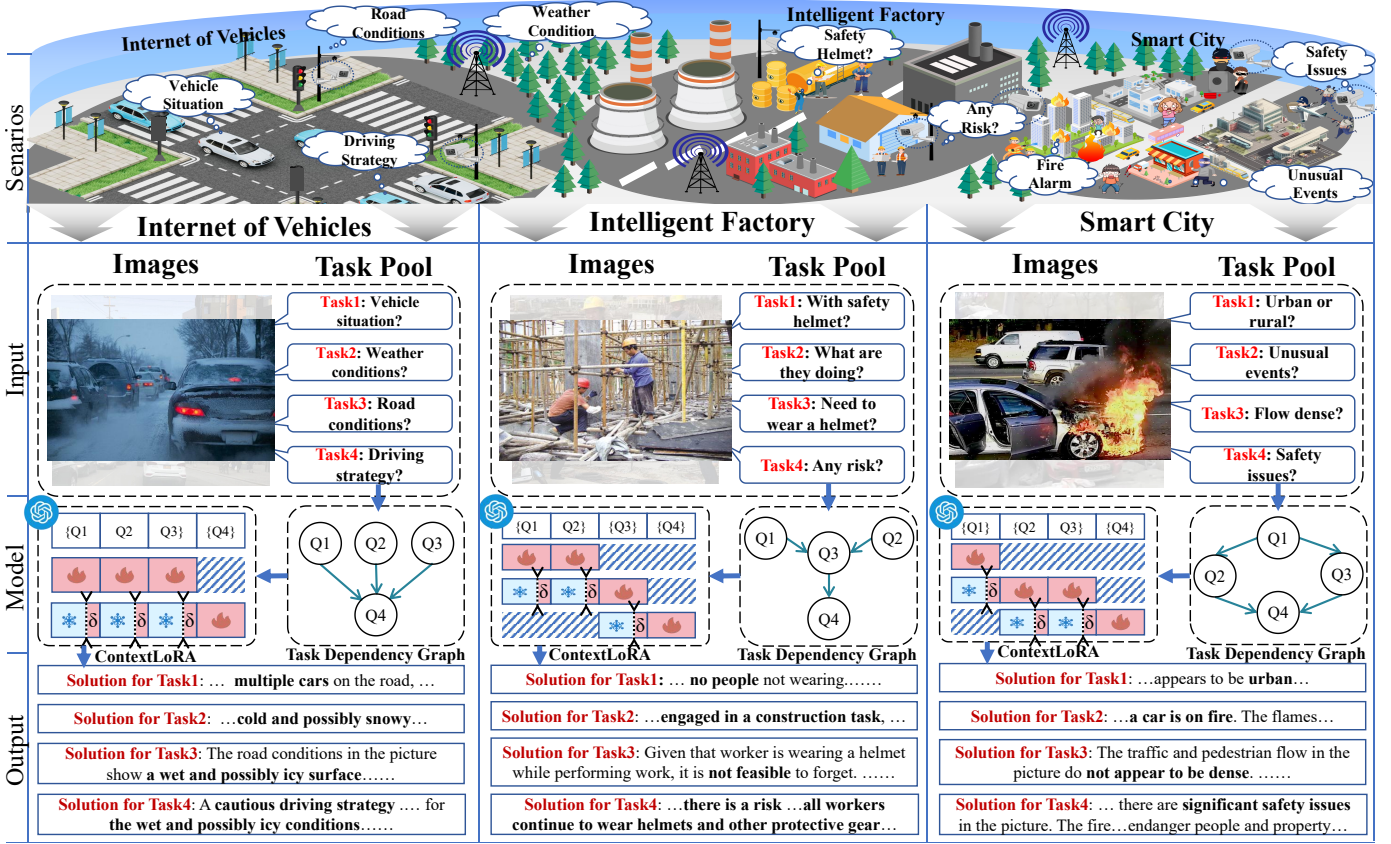 Senarios
Internet of Vehicles
Road
Conditions
Weather
Condition
Vehicle
Situation
Driving
Strategy
Intelligent Factory
Safety
Helmet?
Any
Risk?
Smart City
Safety
Issues
Fire
Alarm
Unusual
Events
Internet of Vehicles
Intelligent Factory
Smart City
Input
Images
Task Pool
Task1: Vehicle
situation?
Task2: Weather
conditions?
Task3: Road
conditions?
Task4: Driving
strategy?
Images
Task Pool
Task1: With safety
helmet?
Task2: What are
they doing?
Task3: Need to
wear a helmet?
Task4: Any risk?
Images
Task Pool
Task1: Urban or
rural?
Task2: Unusual
events?
Task3: Flow dense?
Task4: Safety
issues?
Model
{Q1 Q2 Q3} {Q4}
δ δ δ
ContextLoRA
Q1 Q2 Q3
Q4
Task Dependency Graph
{Q1 Q2} {Q3} {Q4}
δ δ
δ
ContextLoRA
Q1 Q2
Q3
Q4
Task Dependency Graph
{Q1} {Q2 Q3} {Q4}
δ
δ δ
ContextLoRA
Q1
Q2 Q3
Q4
Task Dependency Graph
Output
Solution for Task1: … multiple cars on the road, …
Solution for Task2: …cold and possibly snowy…
Solution for Task3: The road conditions in the picture
show a wet and possibly icy surface……
Solution for Task4: A cautious driving strategy …. for
the wet and possibly icy conditions……
Solution for Task1: … no people not wearing…….
Solution for Task2: …engaged in a construction task, …
Solution for Task3: Given that worker is wearing a helmet
while performing work, it is not feasible to forget. ……
Solution for Task4: …there is a risk …all workers
continue to wear helmets and other protective gear…
Solution for Task1: …appears to be urban…
Solution for Task2: …a car is on fire. The flames…
Solution for Task3: The traffic and pedestrian flow in the
picture do not appear to be dense. ……
Solution for Task4: … there are significant safety issues
in the picture. The fire…endanger people and property…